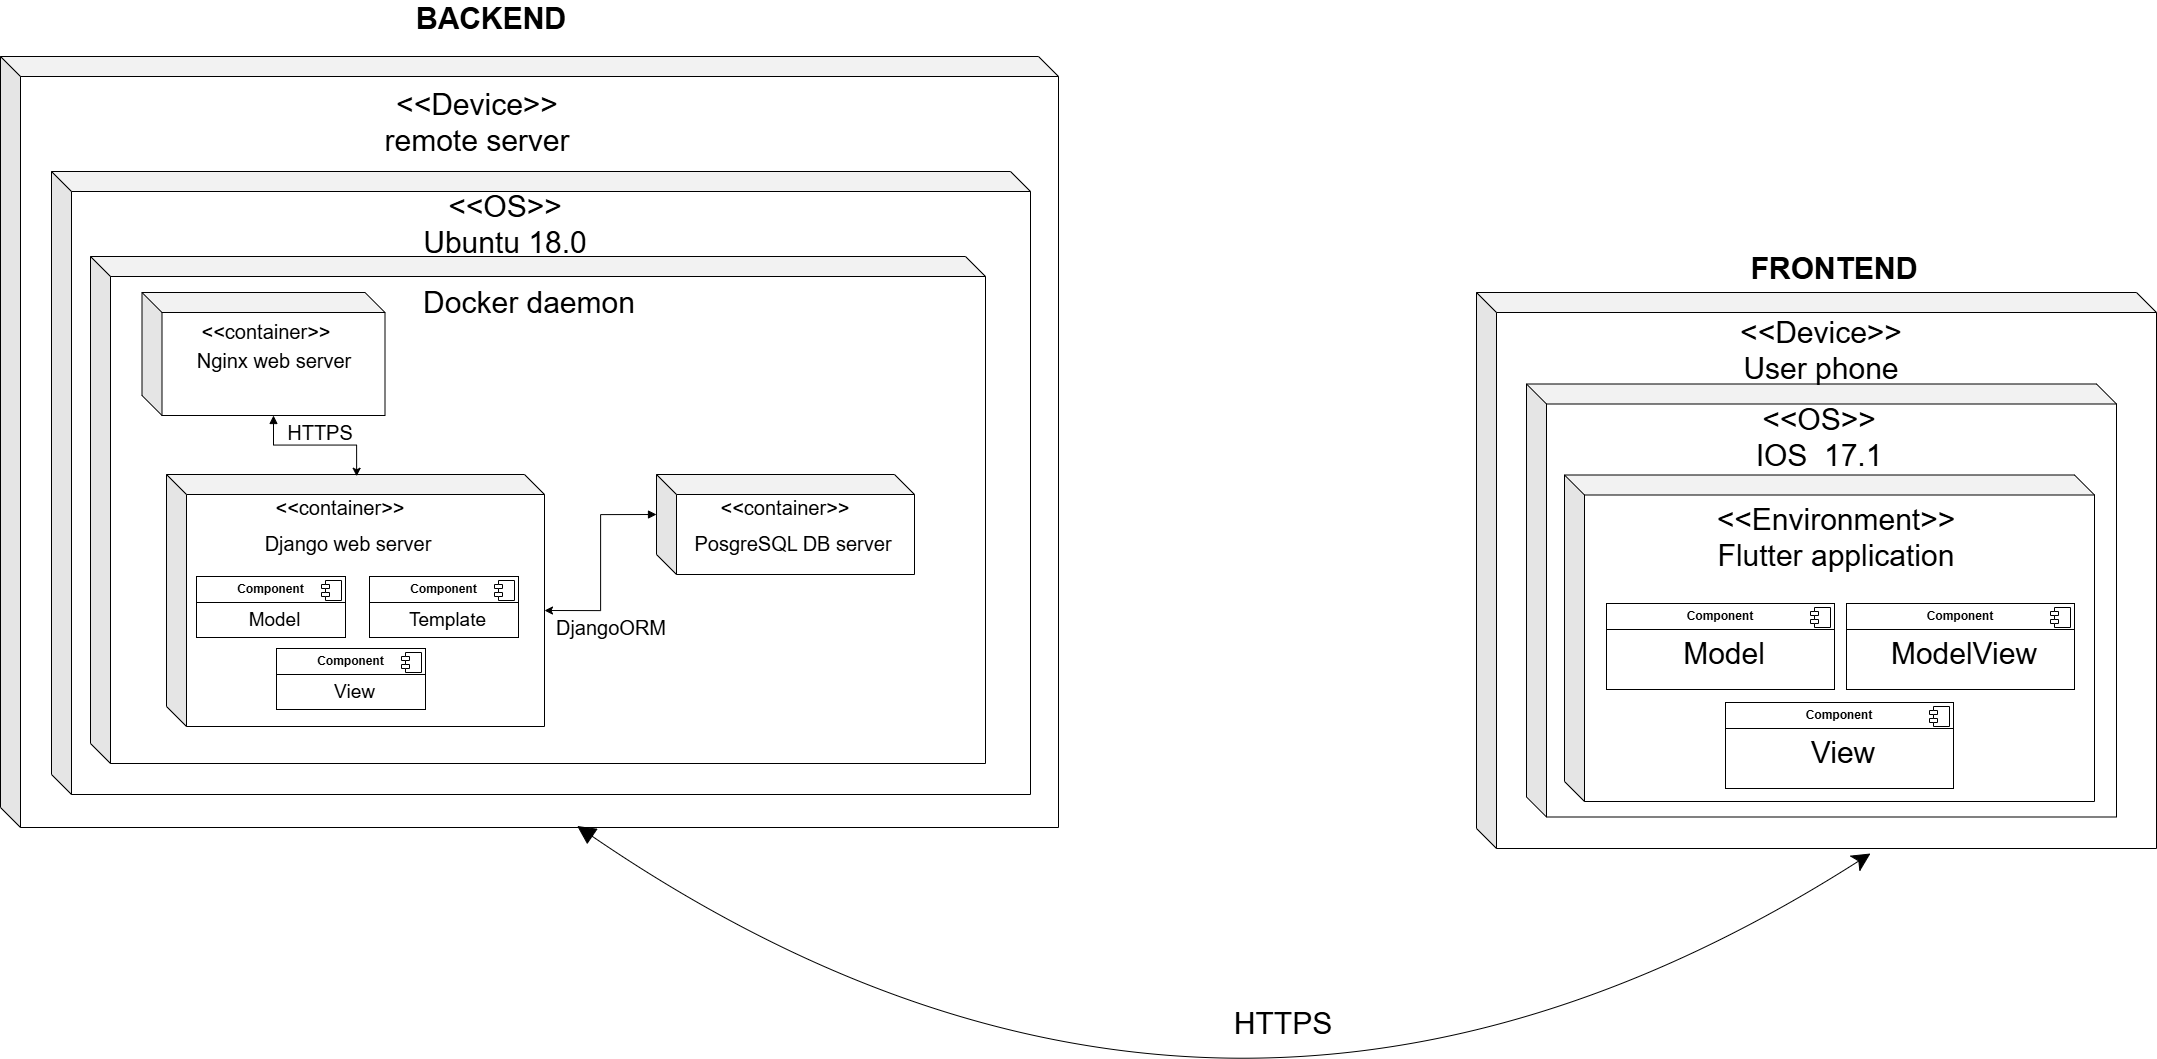 BACKEND
<<Device>>
remote server
<<OS>>
Ubuntu 18.0
Docker daemon
<<container>>
Nginx web server
HTTPS
<<container>>
Django web server
Component
Model
Component
Template
Component
View
DjangoORM
<<container>>
PosgreSQL DB server
FRONTEND
<<Device>>
User phone
<<OS>>
IOS  17.1
<<Environment>>
Flutter application
Component
Model
Component
ModelView
Component
View
HTTPS